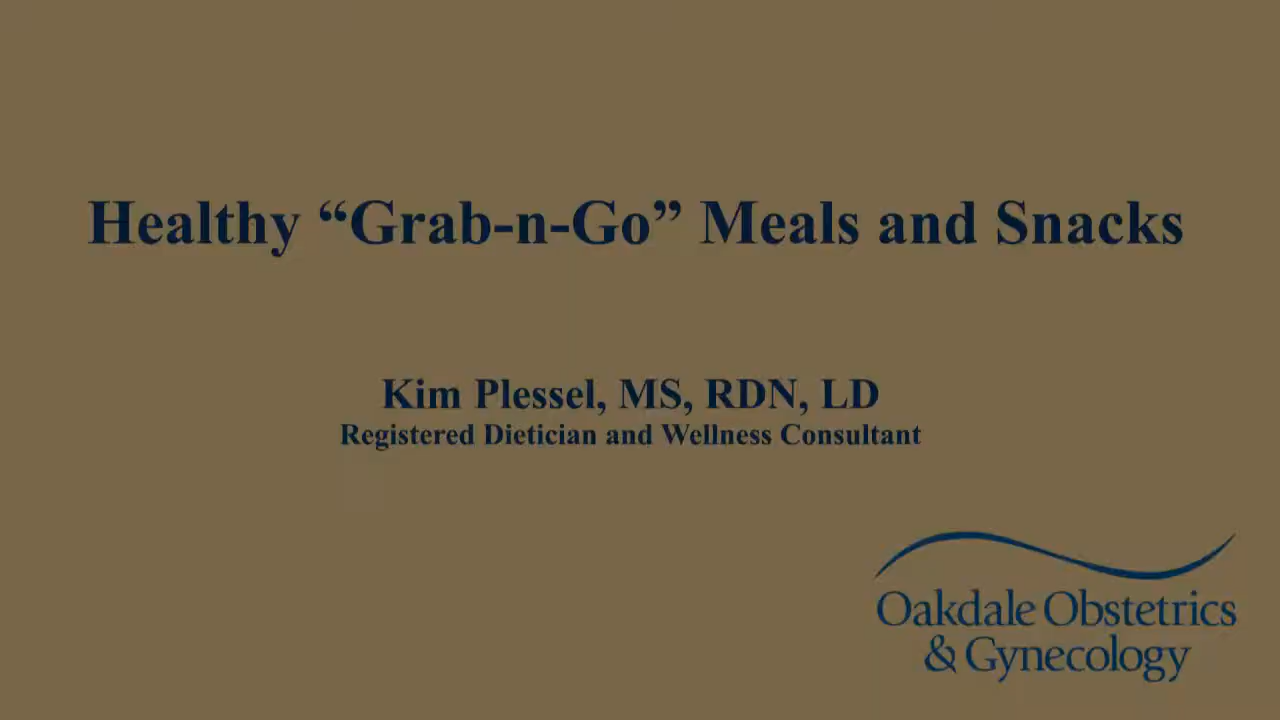 Healthy “Grab-n-Go” Meals and Snacks
Kim Plessel, MS, RDN, LD
Registered Dietician and Wellness Consultant
Oakdale Obstetrics
& Gynecology